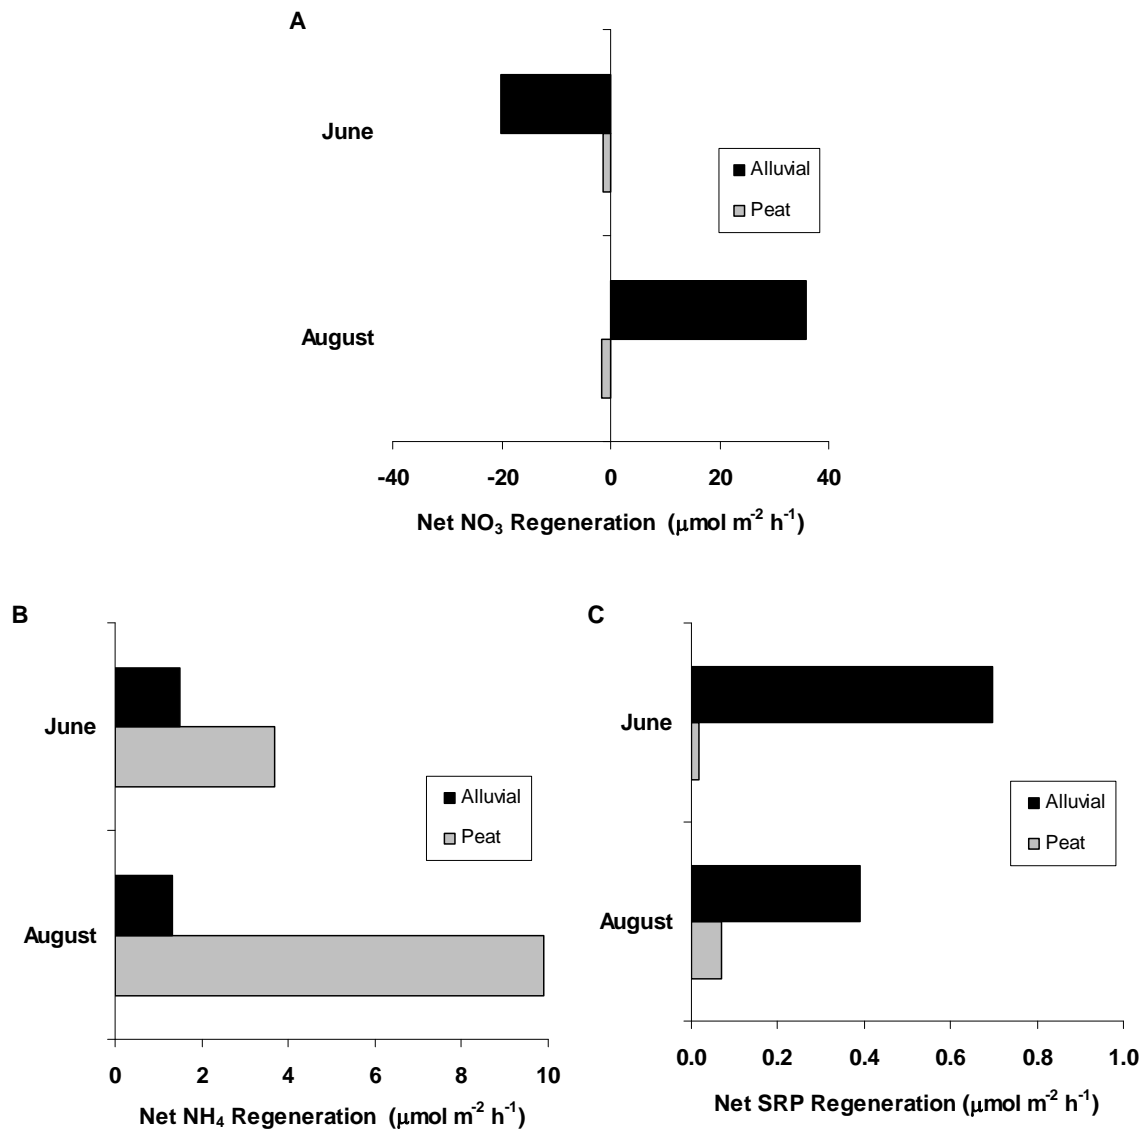 A
June
Alluvial
Peat
August
-40 -20 0 20 40
Net NO₃ Regeneration (μmol m⁻² h⁻¹)
B
June
Alluvial
Peat
August
0 2 4 6 8 10
Net NH₄ Regeneration (μmol m⁻² h⁻¹)
C
June
Alluvial
Peat
August
0.0 0.2 0.4 0.6 0.8 1.0
Net SRP Regeneration (μmol m⁻² h⁻¹)